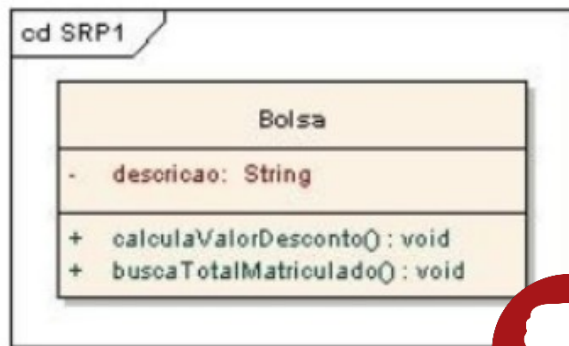 cd SRP1
Bolsa
- descricao: String
+ calculaValorDesconto() : void
+ buscaTotalMatriculado() : void